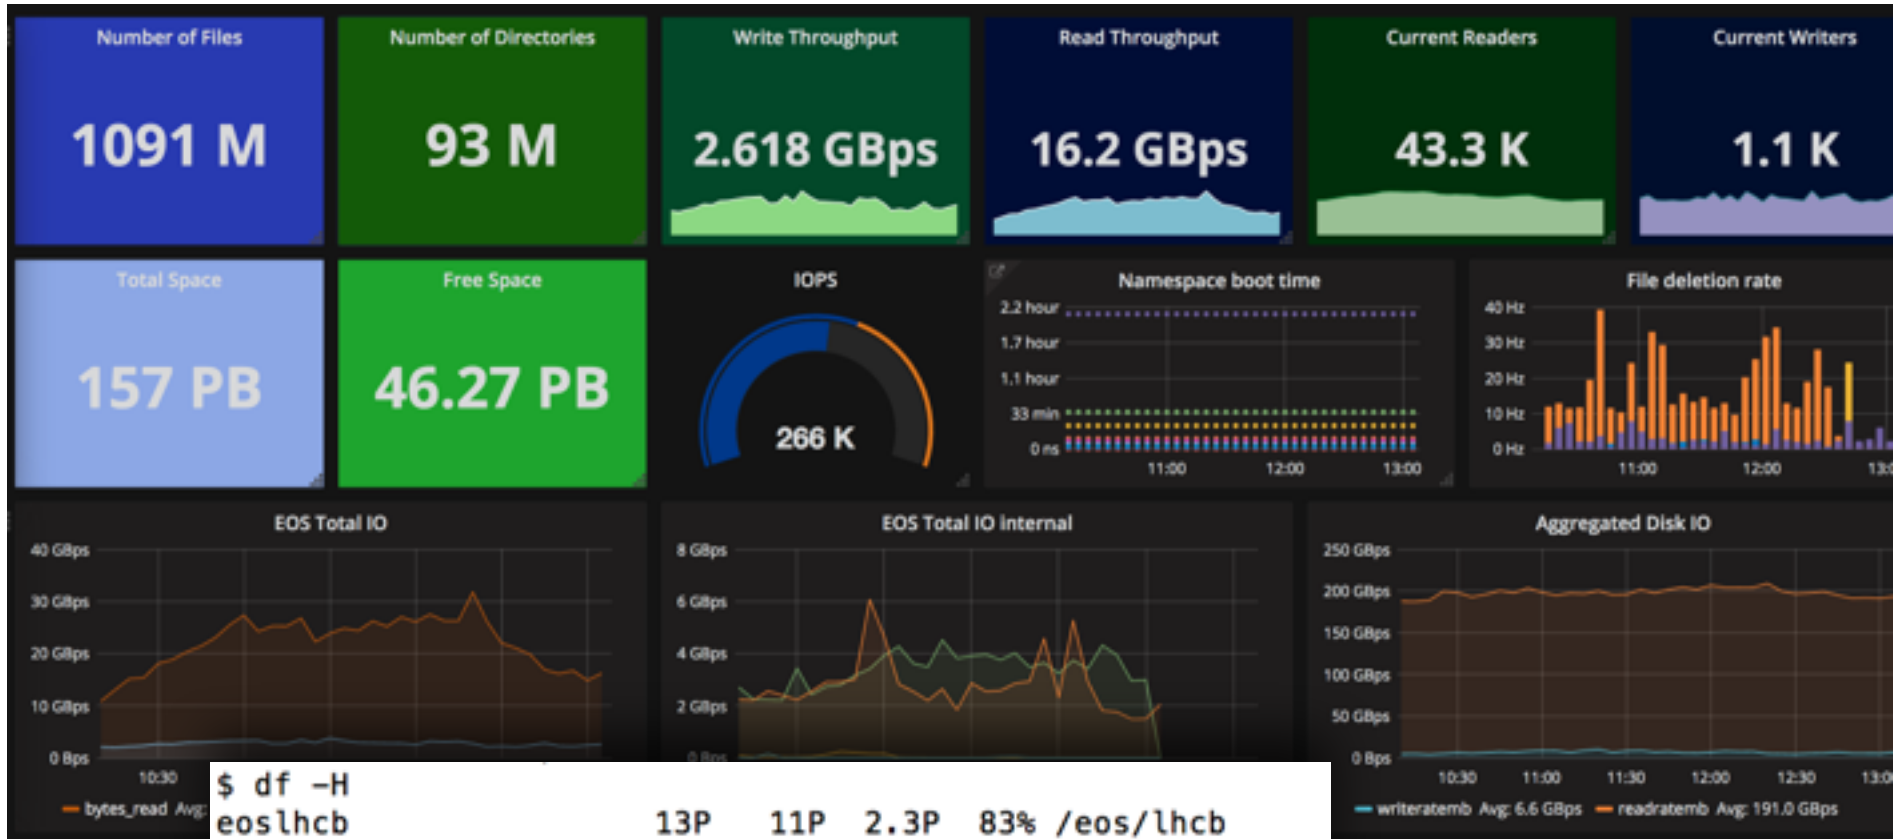 Number of Files
1091 M
Number of Directories
93 M
Write Throughput
2.618 GBps
Read Throughput
16.2 GBps
Current Readers
43.3 K
Current Writers
1.1 K
Total Space
157 PB
Free Space
46.27 PB
IOPS
266 K
Namespace boot time
2.2 hour
1.7 hour
1.1 hour
33 min
0 ns
11:00 12:00 13:00
File deletion rate
40 Hz
30 Hz
20 Hz
10 Hz
0 Hz
11:00 12:00 13:0
EOS Total IO
40 GBps
30 GBps
20 GBps
10 GBps
0 Bps
10:30
bytes_read Avg:
EOS Total IO internal
8 GBps
6 GBps
4 GBps
2 GBps
0 Bps
Aggregated Disk IO
250 GBps
200 GBps
150 GBps
100 GBps
50 GBps
0 Bps
10:30 11:00 11:30 12:00 12:30 13:00
writeratemb Avg: 6.6 GBps readratemb Avg: 191.0 GBps
$ df -H
eoslhcb 13P 11P 2.3P 83% /eos/lhcb